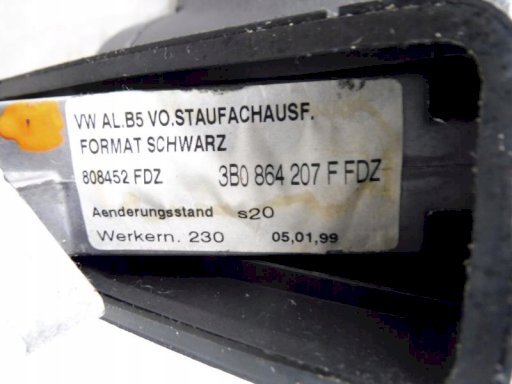 VW AL.B5 VO.STAUFACHAUSF.
FORMAT SCHWARZ
808452 FDZ 3B0 864 207 F FDZ
Aenderungsstand s20
Werkern. 230 05,01,99